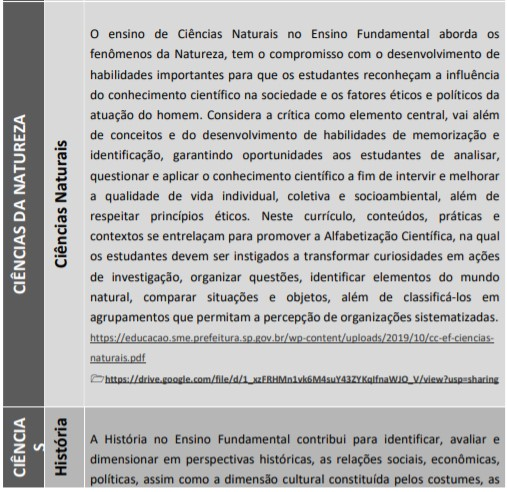 CIÊNCIAS DA NATUREZA
Ciências Naturais
O ensino de Ciências Naturais no Ensino Fundamental aborda os
fenômenos da Natureza, tem o compromisso com o desenvolvimento de
habilidades importantes para que os estudantes reconheçam a influência
do conhecimento científico na sociedade e os fatores éticos e políticos da
atuação do homem. Considera a crítica como elemento central, vai além
de conceitos e do desenvolvimento de habilidades de memorização e
identificação, garantindo oportunidades aos estudantes de analisar,
questionar e aplicar o conhecimento científico a fim de intervir e melhorar
a qualidade de vida individual, coletiva e socioambiental, além de
respeitar princípios éticos. Neste currículo, conteúdos, práticas e
contextos se entrelaçam para promover a Alfabetização Científica, na qual
os estudantes devem ser instigados a transformar curiosidades em ações
de investigação, organizar questões, identificar elementos do mundo
natural, comparar situações e objetos, além de classificá-los em
agrupamentos que permitam a percepção de organizações sistematizadas.
https://educacao.sme.prefeitura.sp.gov.br/wp-content/uploads/2019/10/cc-ef-ciencias-
naturais.pdf
https://drive.google.com/file/d/1_xzFRHMn1vk6M4suY43ZYKqIfnaWJO_V/view?usp=sharing
CIÊNCIA
S
História
A História no Ensino Fundamental contribui para identificar, avaliar e
dimensionar em perspectivas históricas, as relações sociais, econômicas,
políticas, assim como a dimensão cultural constituída pelos costumes, as